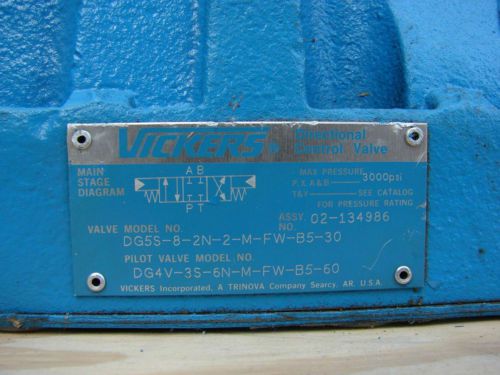 VICKERS® Directional
Control Valve
MAIN
STAGE
DIAGRAM
A B
P T
MAX PRESSURE
P, X A & B 3000psi
T&Y SEE CATALOG
FOR PRESSURE RATING
ASSY. NO 02-134986
VALVE MODEL NO.
DG5S-8-2N-2-M-FW-B5-30
PILOT VALVE MODEL NO.
DG4V-3S-6N-M-FW-B5-60
VICKERS Incorporated, A TRINOVA Company Searcy, AR. U.S.A.